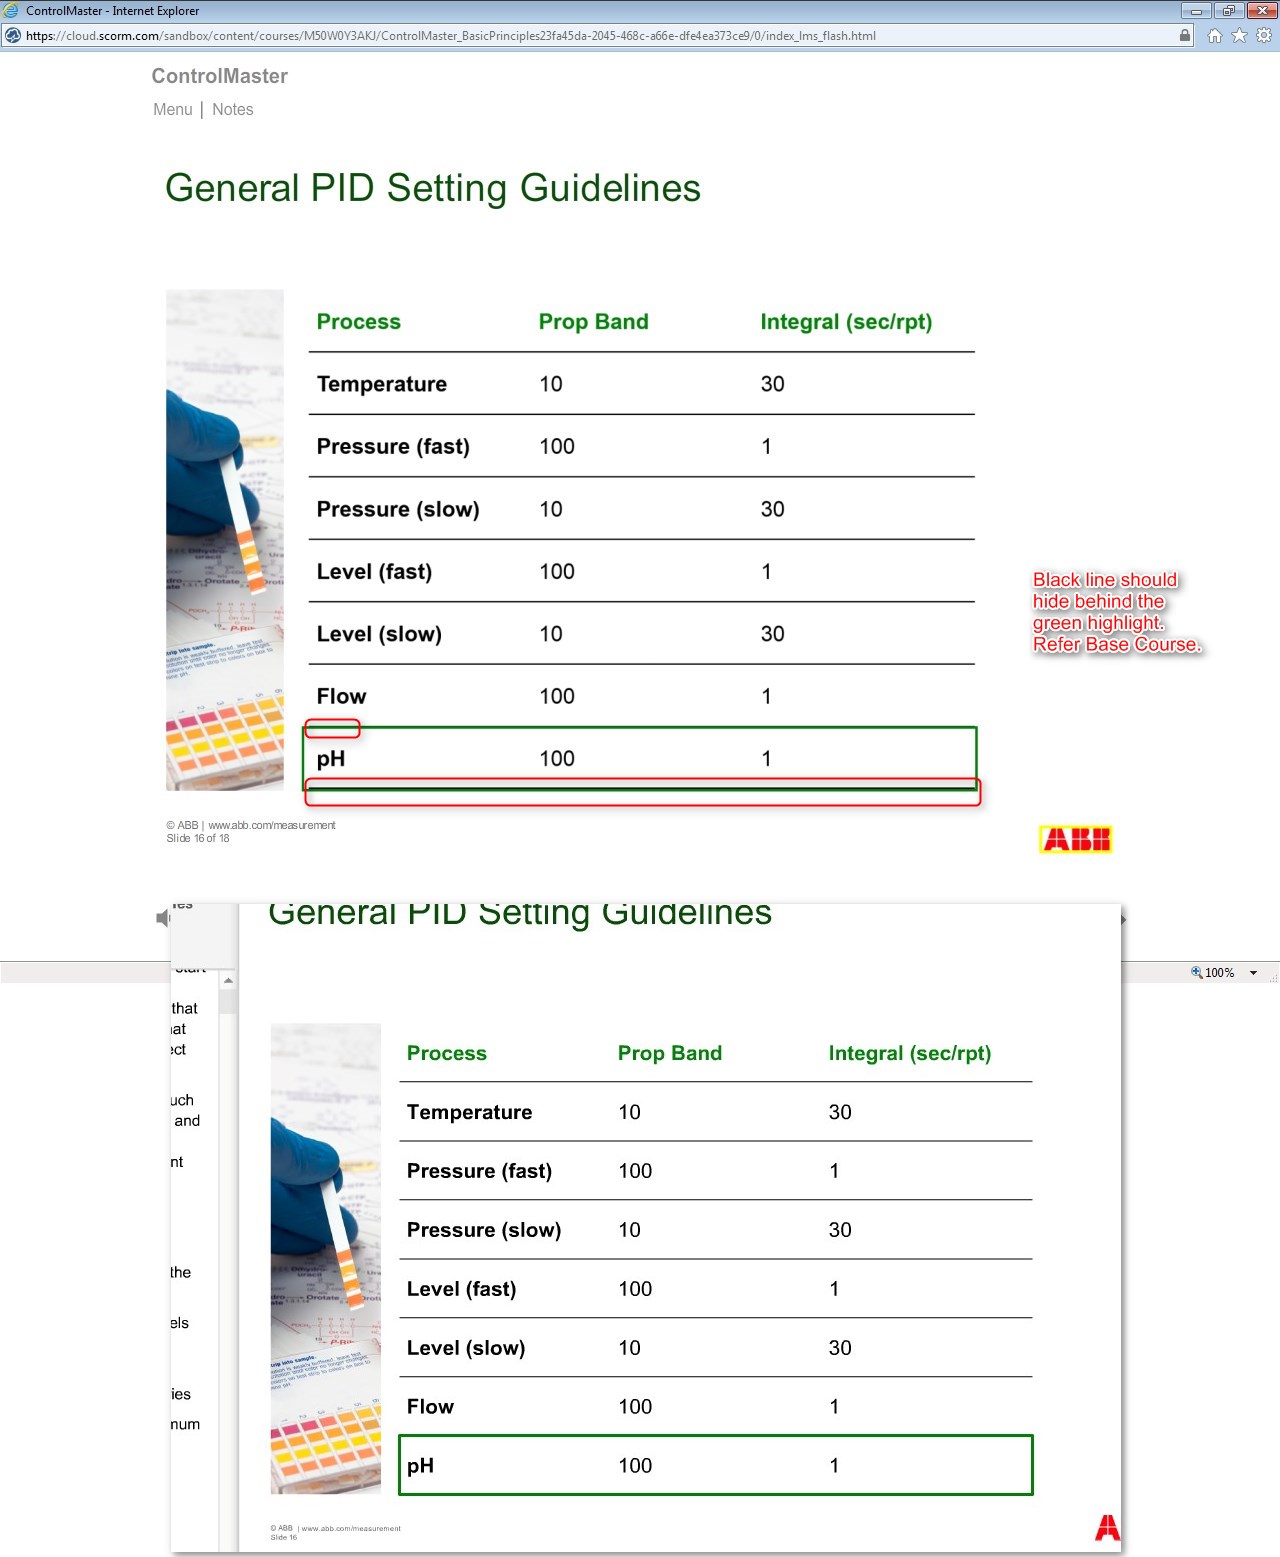 ControlMaster - Internet Explorer
https://cloud.scorm.com/sandbox/content/courses/M50W0Y3AKJ/ControlMaster_BasicPrinciples23fa45da-2045-468c-a66e-dfe4ea373ce9/0/index_lms_flash.html
ControlMaster
Menu | Notes
General PID Setting Guidelines
Process Prop Band Integral (sec/rpt)
Temperature 10 30
Pressure (fast) 100 1
Pressure (slow) 10 30
Level (fast) 100 1
Level (slow) 10 30
Flow 100 1
pH 100 1
Black line should
hide behind the
green highlight.
Refer Base Course.
© ABB | www.abb.com/measurement
Slide 16 of 18
ABB
100%
General PID Setting Guidelines
that
ect
uch
and
nt
the
els
ies
num
Process Prop Band Integral (sec/rpt)
Temperature 10 30
Pressure (fast) 100 1
Pressure (slow) 10 30
Level (fast) 100 1
Level (slow) 10 30
Flow 100 1
pH 100 1
© ABB | www.abb.com/measurement
Slide 16
A